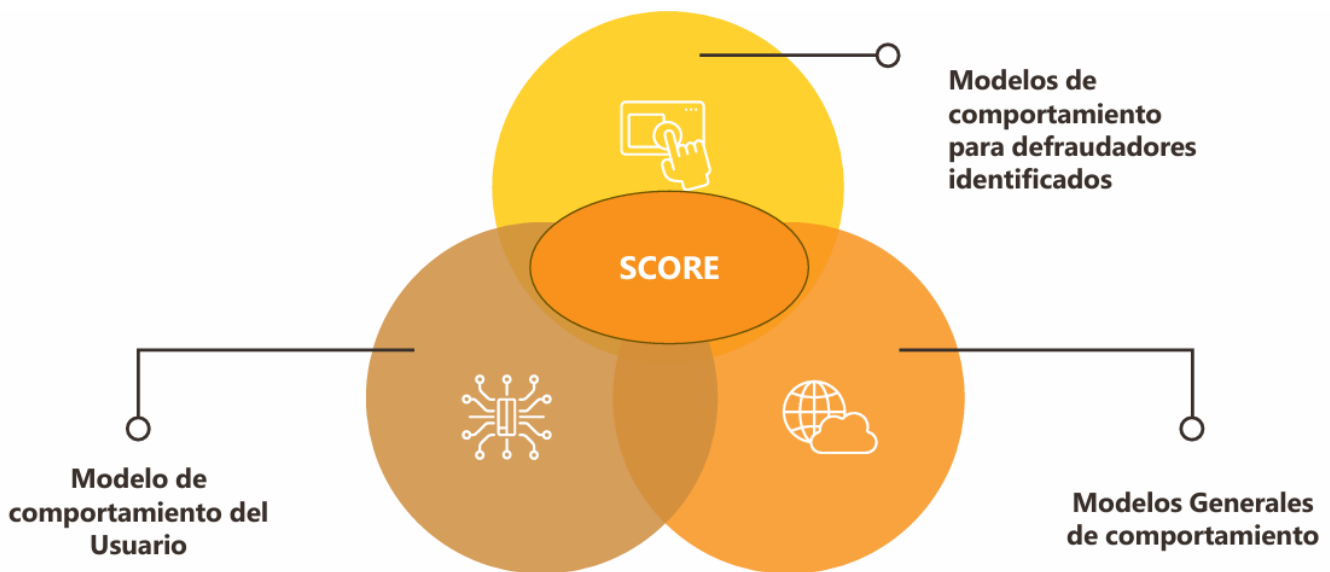 Modelos de
comportamiento
para defraudadores
identificados
SCORE
Modelo de
comportamiento del
Usuario
Modelos Generales
de comportamiento